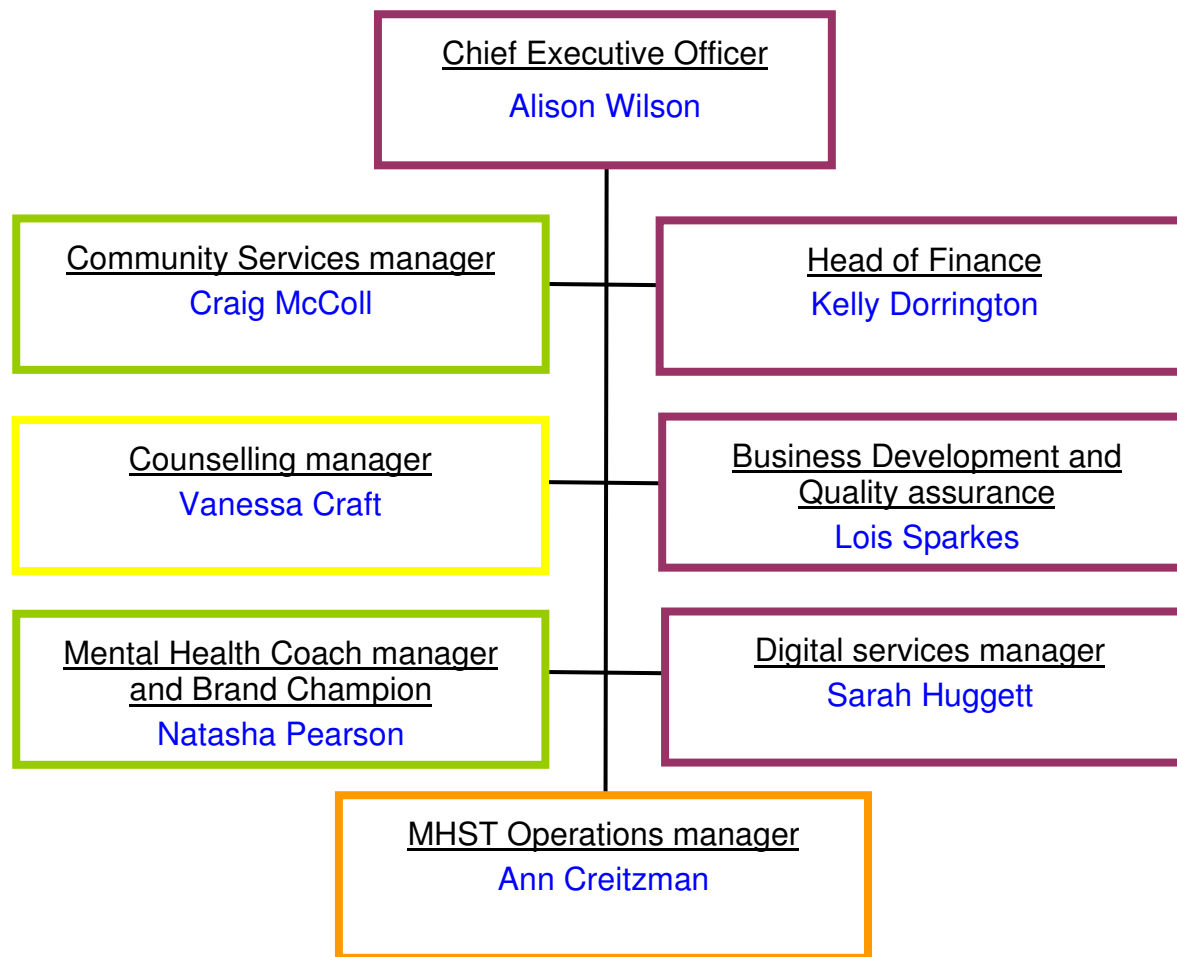 Chief Executive Officer
Alison Wilson
Community Services manager
Craig McColl
Head of Finance
Kelly Dorrington
Counselling manager
Vanessa Craft
Business Development and
Quality assurance
Lois Sparkes
Mental Health Coach manager
and Brand Champion
Natasha Pearson
Digital services manager
Sarah Huggett
MHST Operations manager
Ann Creitzman